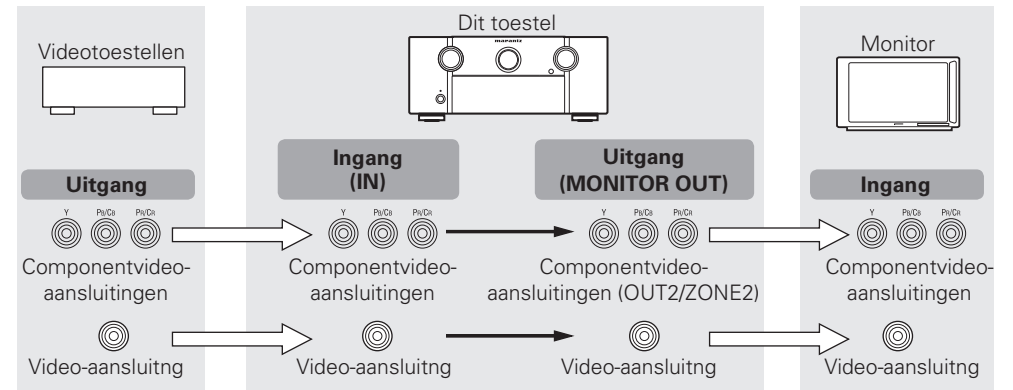 Dit toestel
Videotoestellen
marantz
Monitor
Uitgang
Ingang
(IN)
Uitgang
(MONITOR OUT)
Ingang
Y PB/CB PR/CR
Y PB/CB PR/CR
Y PB/CB PR/CR
Y PB/CB PR/CR
Componentvideo-
aansluitingen
Componentvideo-
aansluitingen
Componentvideo-
aansluitingen (OUT2/ZONE2)
Componentvideo-
aansluitingen
Video-aansluitng
Video-aansluitng
Video-aansluitng
Video-aansluitng